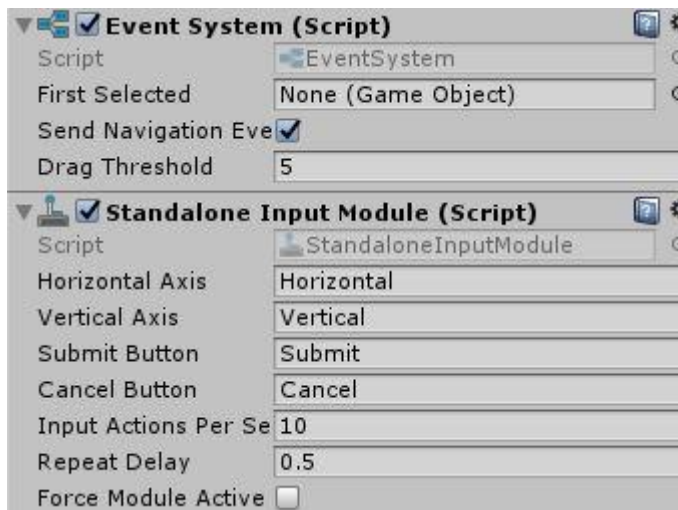 Event System (Script)
Script EventSystem
First Selected None (Game Object)
Send Navigation Eve
Drag Threshold 5
Standalone Input Module (Script)
Script StandaloneInputModule
Horizontal Axis Horizontal
Vertical Axis Vertical
Submit Button Submit
Cancel Button Cancel
Input Actions Per Se 10
Repeat Delay 0.5
Force Module Active